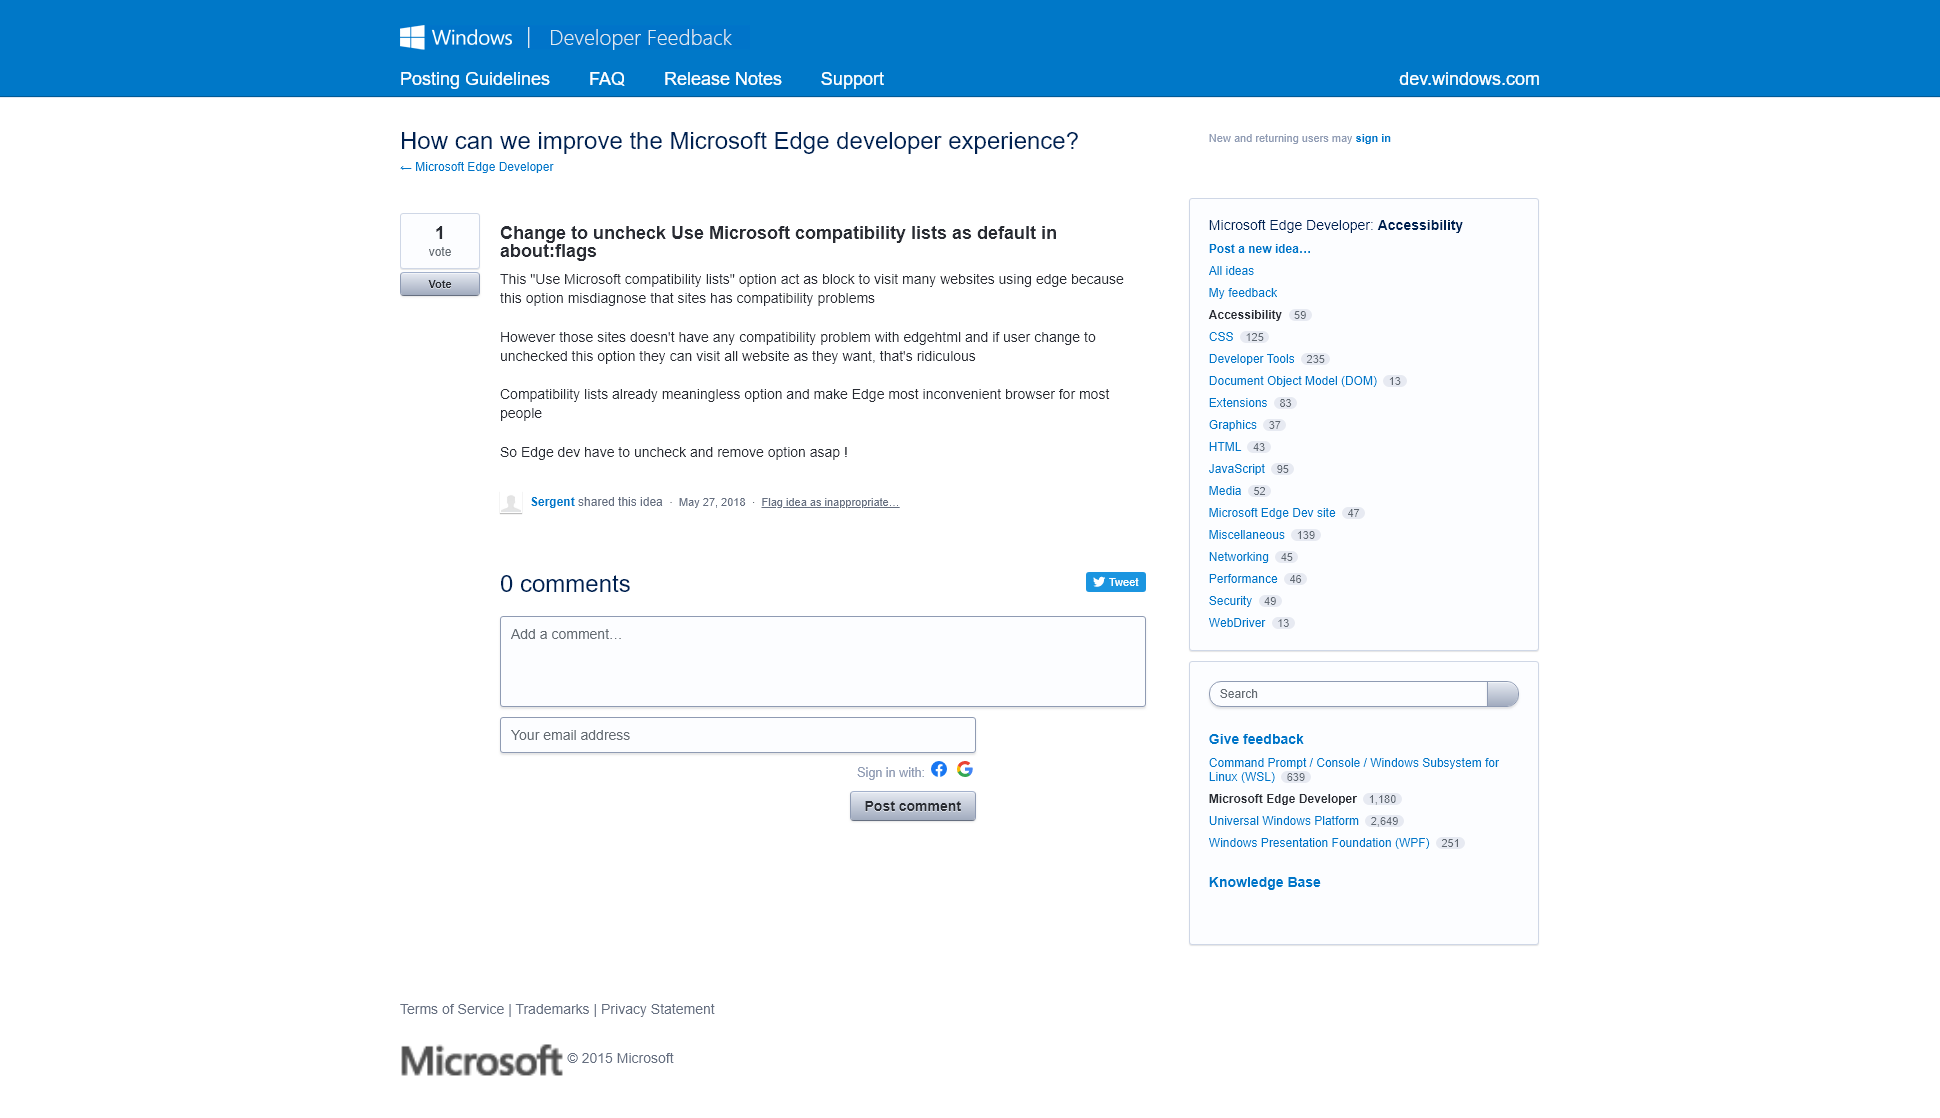 Windows | Developer Feedback
Posting Guidelines FAQ Release Notes Support dev.windows.com
How can we improve the Microsoft Edge developer experience?
← Microsoft Edge Developer
New and returning users may sign in
1
vote
Vote
Change to uncheck Use Microsoft compatibility lists as default in
about:flags
This "Use Microsoft compatibility lists" option act as block to visit many websites using edge because
this option misdiagnose that sites has compatibility problems
However those sites doesn't have any compatibility problem with edgehtml and if user change to
unchecked this option they can visit all website as they want, that's ridiculous
Compatibility lists already meaningless option and make Edge most inconvenient browser for most
people
So Edge dev have to uncheck and remove option asap !
Sergent shared this idea · May 27, 2018 · Flag idea as inappropriate…
0 comments
Tweet
Add a comment…
Your email address
Sign in with:
Post comment
Microsoft Edge Developer: Accessibility
Post a new idea…
All ideas
My feedback
Accessibility 59
CSS 125
Developer Tools 235
Document Object Model (DOM) 13
Extensions 83
Graphics 37
HTML 43
JavaScript 95
Media 52
Microsoft Edge Dev site 47
Miscellaneous 139
Networking 45
Performance 46
Security 49
WebDriver 13
Search
Give feedback
Command Prompt / Console / Windows Subsystem for
Linux (WSL) 639
Microsoft Edge Developer 1,180
Universal Windows Platform 2,649
Windows Presentation Foundation (WPF) 251
Knowledge Base
Terms of Service | Trademarks | Privacy Statement
Microsoft © 2015 Microsoft